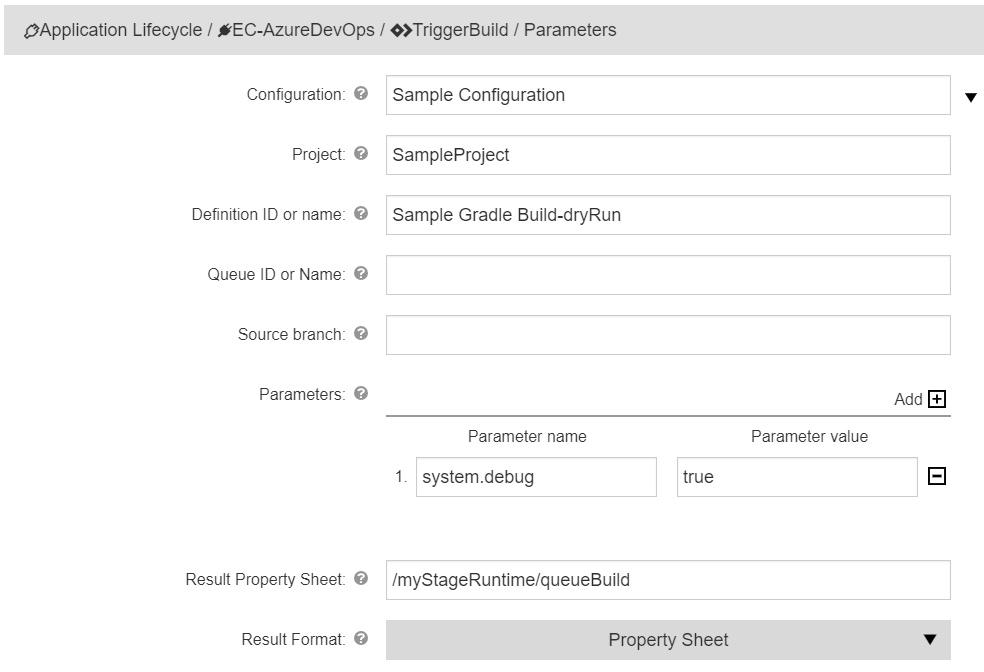 Application Lifecycle / EC-AzureDevOps / TriggerBuild / Parameters
Configuration: Sample Configuration
Project: SampleProject
Definition ID or name: Sample Gradle Build-dryRun
Queue ID or Name:
Source branch:
Parameters: Add
Parameter name Parameter value
1. system.debug true
Result Property Sheet: /myStageRuntime/queueBuild
Result Format: Property Sheet